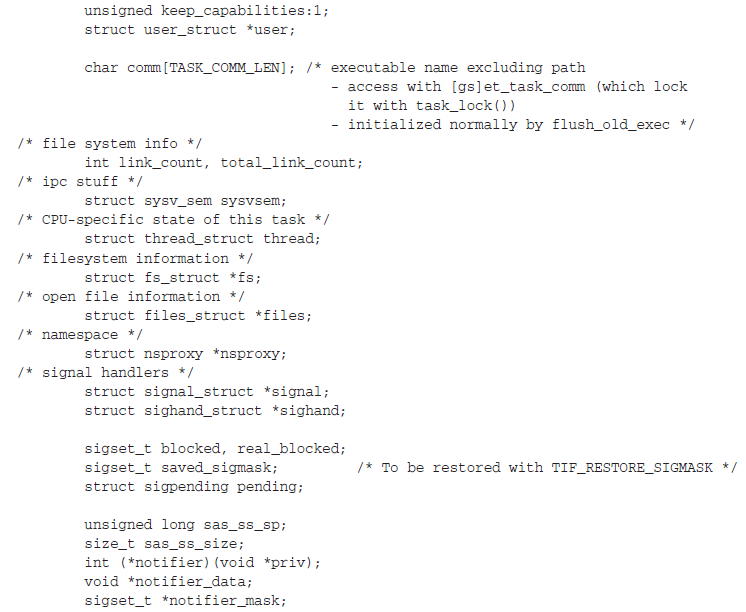 unsigned keep_capabilities:1;
struct user_struct *user;
char comm[TASK_COMM_LEN]; /* executable name excluding path
- access with [gs]et_task_comm (which lock
it with task_lock())
- initialized normally by flush_old_exec */
/* file system info */
int link_count, total_link_count;
/* ipc stuff */
struct sysv_sem sysvsem;
/* CPU-specific state of this task */
struct thread_struct thread;
/* filesystem information */
struct fs_struct *fs;
/* open file information */
struct files_struct *files;
/* namespace */
struct nsproxy *nsproxy;
/* signal handlers */
struct signal_struct *signal;
struct sighand_struct *sighand;
sigset_t blocked, real_blocked;
sigset_t saved_sigmask; /* To be restored with TIF_RESTORE_SIGMASK */
struct sigpending pending;
unsigned long sas_ss_sp;
size_t sas_ss_size;
int (*notifier)(void *priv);
void *notifier_data;
sigset_t *notifier_mask;